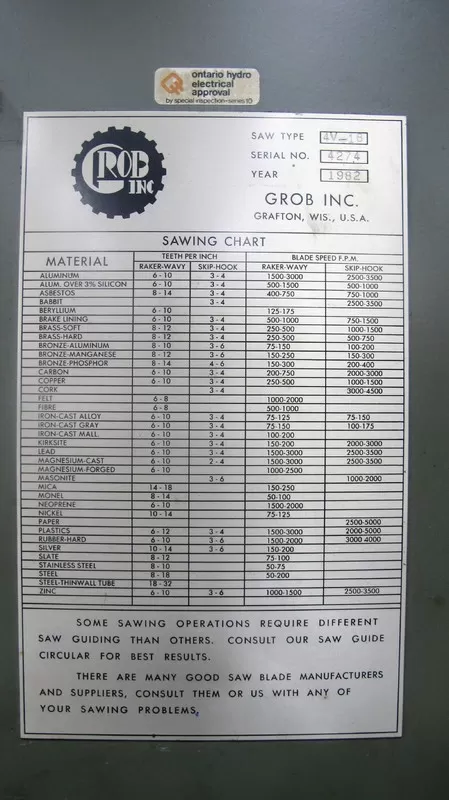 ontario hydro
electrical
approval
by special inspection-series 10
GROB
INC
SAW TYPE 4V-18
SERIAL NO. 4274
YEAR 1982
GROB INC.
GRAFTON, WIS., U.S.A.
SAWING CHART
MATERIAL TEETH PER INCH BLADE SPEED F.P.M.
RAKER-WAVY SKIP-HOOK RAKER-WAVY SKIP-HOOK
ALUMINUM 6 - 10 3 - 4 1500-3000 2500-3500
ALUM. OVER 3% SILICON 6 - 10 3 - 4 500-1500 500-1000
ASBESTOS 8 - 14 3 - 4 400-750 750-1000
BABBIT 3 - 4 2500-3500
BERYLLIUM 6 - 10 125-175
BRAKE LINING 6 - 10 3 - 4 500-1000 750-1500
BRASS-SOFT 8 - 12 3 - 4 250-500 1000-1500
BRASS-HARD 8 - 12 3 - 4 250-500 500-750
BRONZE-ALUMINUM 8 - 10 3 - 6 75-150 100-200
BRONZE-MANGANESE 8 - 12 3 - 6 150-250 150-300
BRONZE-PHOSPHOR 8 - 14 4 - 6 150-300 200-400
CARBON 6 - 10 3 - 4 200-750 2000-3000
COPPER 6 - 10 3 - 4 250-500 1000-1500
CORK 3 - 4 3000-4500
FELT 6 - 8 1000-2000
FIBRE 6 - 8 500-1000
IRON-CAST ALLOY 6 - 10 3 - 4 75-125 75-150
IRON-CAST GRAY 6 - 10 3 - 4 75-150 100-175
IRON-CAST MALL. 6 - 10 3 - 4 100-200
KIRKSITE 6 - 10 3 - 4 150-200 2000-3000
LEAD 6 - 10 3 - 4 1500-3000 2500-3500
MAGNESIUM-CAST 6 - 10 2 - 4 1500-3000 2500-3500
MAGNESIUM-FORGED 6 - 10 1000-2500
MASONITE 3 - 6 1000-2000
MICA 14 - 18 150-250
MONEL 8 - 14 50-100
NEOPRENE 6 - 10 1500-2000
NICKEL 10 - 14 75-125
PAPER 2500-5000
PLASTICS 6 - 12 3 - 4 1500-3000 2000-5000
RUBBER-HARD 6 - 10 3 - 6 1500-2000 3000-4000
SILVER 10 - 14 3 - 6 150-200
SLATE 8 - 12 75-100
STAINLESS STEEL 8 - 10 50-75
STEEL 8 - 18 50-200
STEEL-THINWALL TUBE 18 - 32
ZINC 6 - 10 3 - 6 1000-1500 2500-3500
SOME SAWING OPERATIONS REQUIRE DIFFERENT
SAW GUIDING THAN OTHERS. CONSULT OUR SAW GUIDE
CIRCULAR FOR BEST RESULTS.
THERE ARE MANY GOOD SAW BLADE MANUFACTURERS
AND SUPPLIERS, CONSULT THEM OR US WITH ANY OF
YOUR SAWING PROBLEMS.